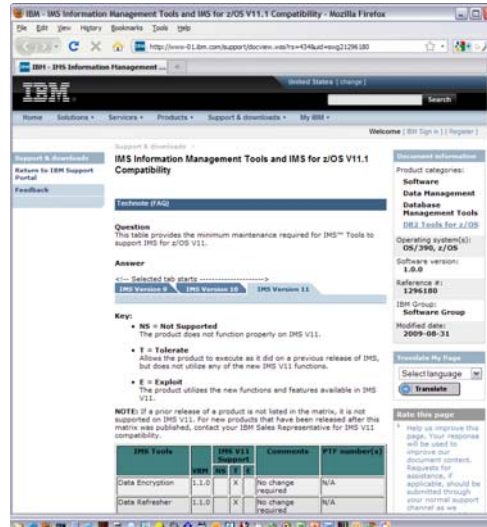 IBM - IMS Information Management Tools and IMS for z/OS V11.1 Compatibility - Mozilla Firefox
File Edit View History Bookmarks Tools Help
http://www-01.ibm.com/support/docview.wss?rs=434&uid=swg21296180
IBM - IMS Information Management ...
United States [ change ]
IBM
Search
Home Solutions Services Products Support & downloads My IBM
Welcome [ IBM Sign in ] [ Register ]
Support & downloads
Return to IBM Support Portal
Feedback
Support & downloads >
IMS Information Management Tools and IMS for z/OS V11.1
Compatibility
Technote (FAQ)
Question
This table provides the minimum maintenance required for IMS™ Tools to
support IMS for z/OS V11.
Answer
<!-- Selected tab starts -------------------->
IMS Version 9 IMS Version 10 IMS Version 11
Key:
• NS = Not Supported
The product does not function properly on IMS V11.
• T = Tolerate
Allows the product to execute as it did on a previous release of IMS,
but does not utilize any of the new IMS V11 functions.
• E = Exploit
The product utilizes the new functions and features available in IMS
V11.
NOTE: If a prior release of a product is not listed in the matrix, it is not
supported on IMS V11. For new products that have been released after this
matrix was published, contact your IBM Sales Representative for IMS V11
compatibility.
IMS Tools VRM IMS V11 Support NS T E Comments PTF number(s)
Data Encryption 1.1.0 X No change required N/A
Data Refresher 1.1.0 X No change required N/A
Document information
Product categories:
Software
Data Management
Database
Management Tools
DB2 Tools for z/OS
Operating system(s):
OS/390, z/OS
Software version:
1.0.0
Reference #:
1296180
IBM Group:
Software Group
Modified date:
2009-08-31
Translate My Page
Select language
Translate
Rate this page
Help us improve this
page. Your response
will be used to
improve our
document content.
Requests for
assistance, if
applicable, should be
submitted through
your normal support
channel as we